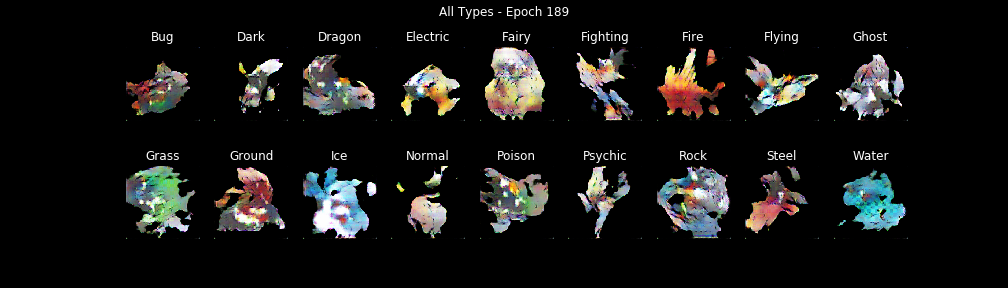 All Types - Epoch 189
Bug Dark Dragon Electric Fairy Fighting Fire Flying Ghost
Grass Ground Ice Normal Poison Psychic Rock Steel Water